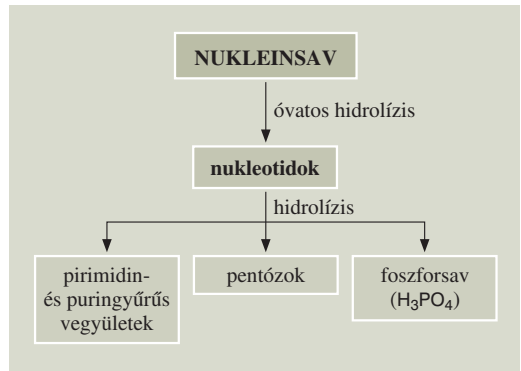 NUKLEINSAV
óvatos hidrolízis
nukleotidok
hidrolízis
pirimidin-
és puringyűrűs
vegyületek
pentózok
foszforsav
(H₃PO₄)